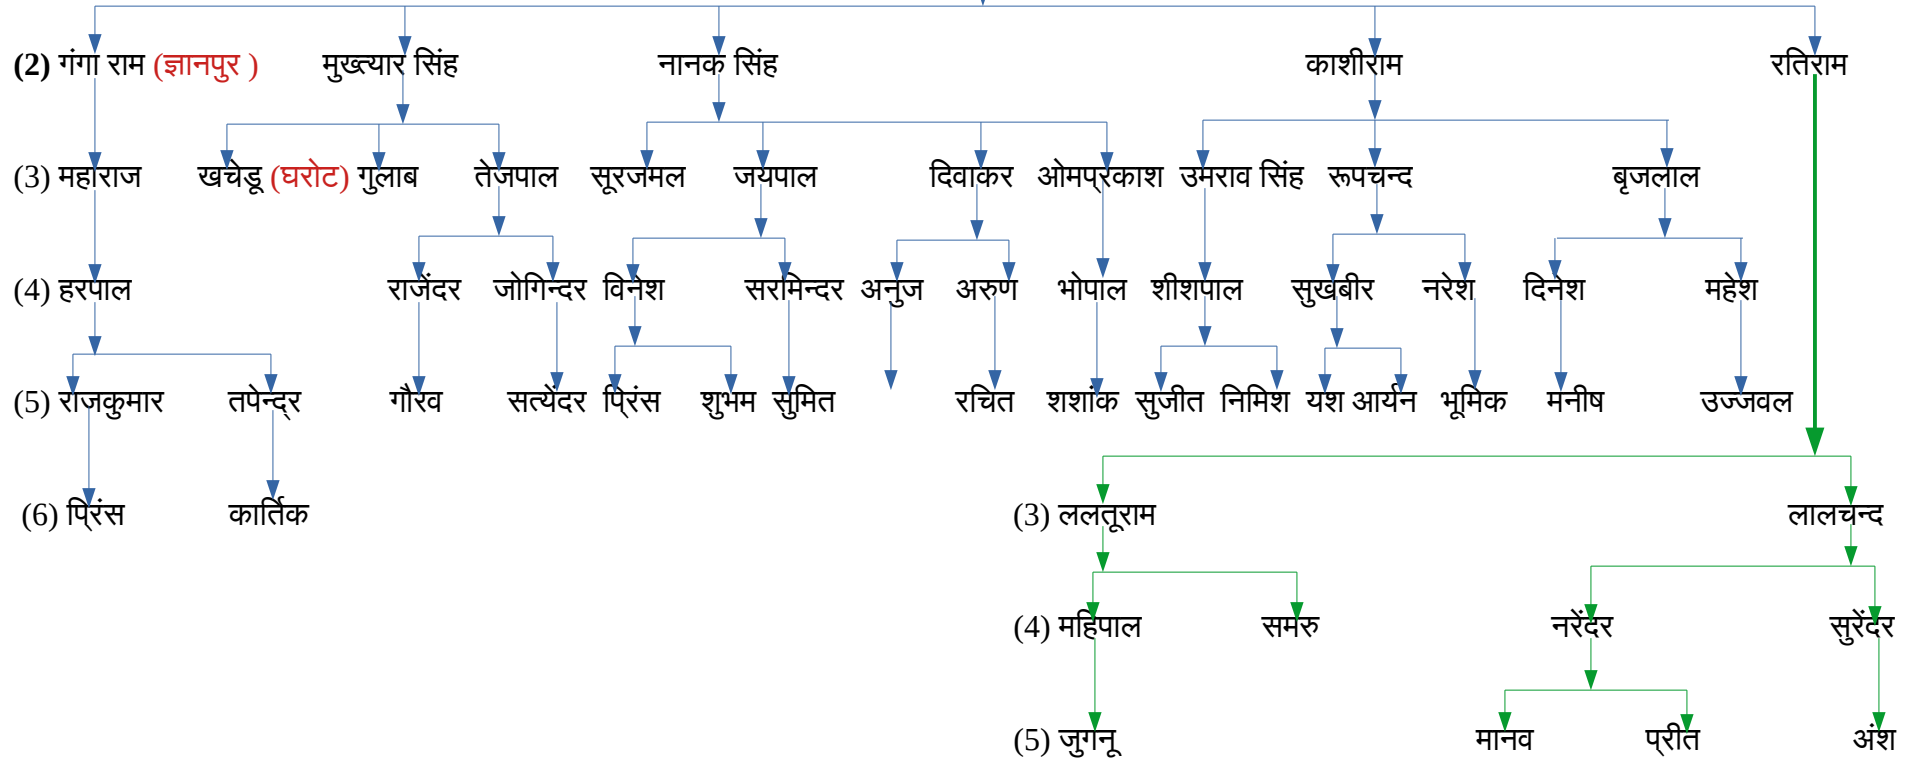 (2) गंगा राम (ज्ञानपुर ) मुख्त्यार सिंह नानक सिंह काशीराम रतिराम
(3) महाराज खचेडू (घरोट) गुलाब तेजपाल सूरजमल जयपाल दिवाकर ओमप्रकाश उमराव सिंह रूपचन्द बृजलाल
(4) हरपाल राजेंदर जोगिन्दर विनेश सरमिन्दर अनुज अरुण भोपाल शीशपाल सुखबीर नरेश दिनेश महेश
(5) राजकुमार तपेन्द्र गौरव सत्येंदर प्रिंस शुभम सुमित रचित शशांक सुजीत निमिश यश आर्यन भूमिक मनीष उज्जवल
(6) प्रिंस कार्तिक (3) ललतूराम लालचन्द
(4) महिपाल समरु नरेंदर सुरेंदर
(5) जुगनू मानव प्रीत अंश